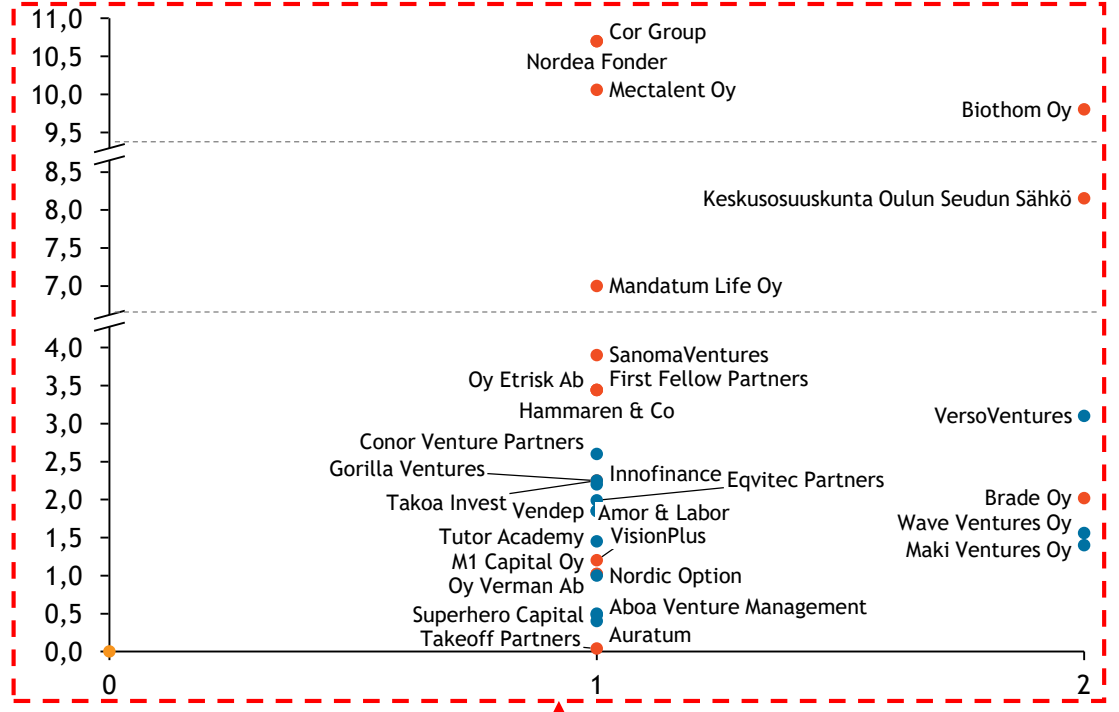 11,0
Cor Group
10,5
Nordea Fonder
10,0
Mectalent Oy
Biothom Oy
9,5
8,5
Keskusosuuskunta Oulun Seudun Sähkö
8,0
7,5
7,0
Mandatum Life Oy
4,0
SanomaVentures
3,5
Oy Etrisk Ab
First Fellow Partners
Hammaren & Co
VersoVentures
3,0
Conor Venture Partners
2,5
Gorilla Ventures
Innofinance
Eqvitec Partners
2,0
Takoa Invest
Brade Oy
Vendep
Amor & Labor
Wave Ventures Oy
1,5
Tutor Academy
VisionPlus
Maki Ventures Oy
M1 Capital Oy
1,0
Oy Verman Ab
Nordic Option
0,5
Superhero Capital
Aboa Venture Management
Takeoff Partners
Auratum
0,0
0
1
2